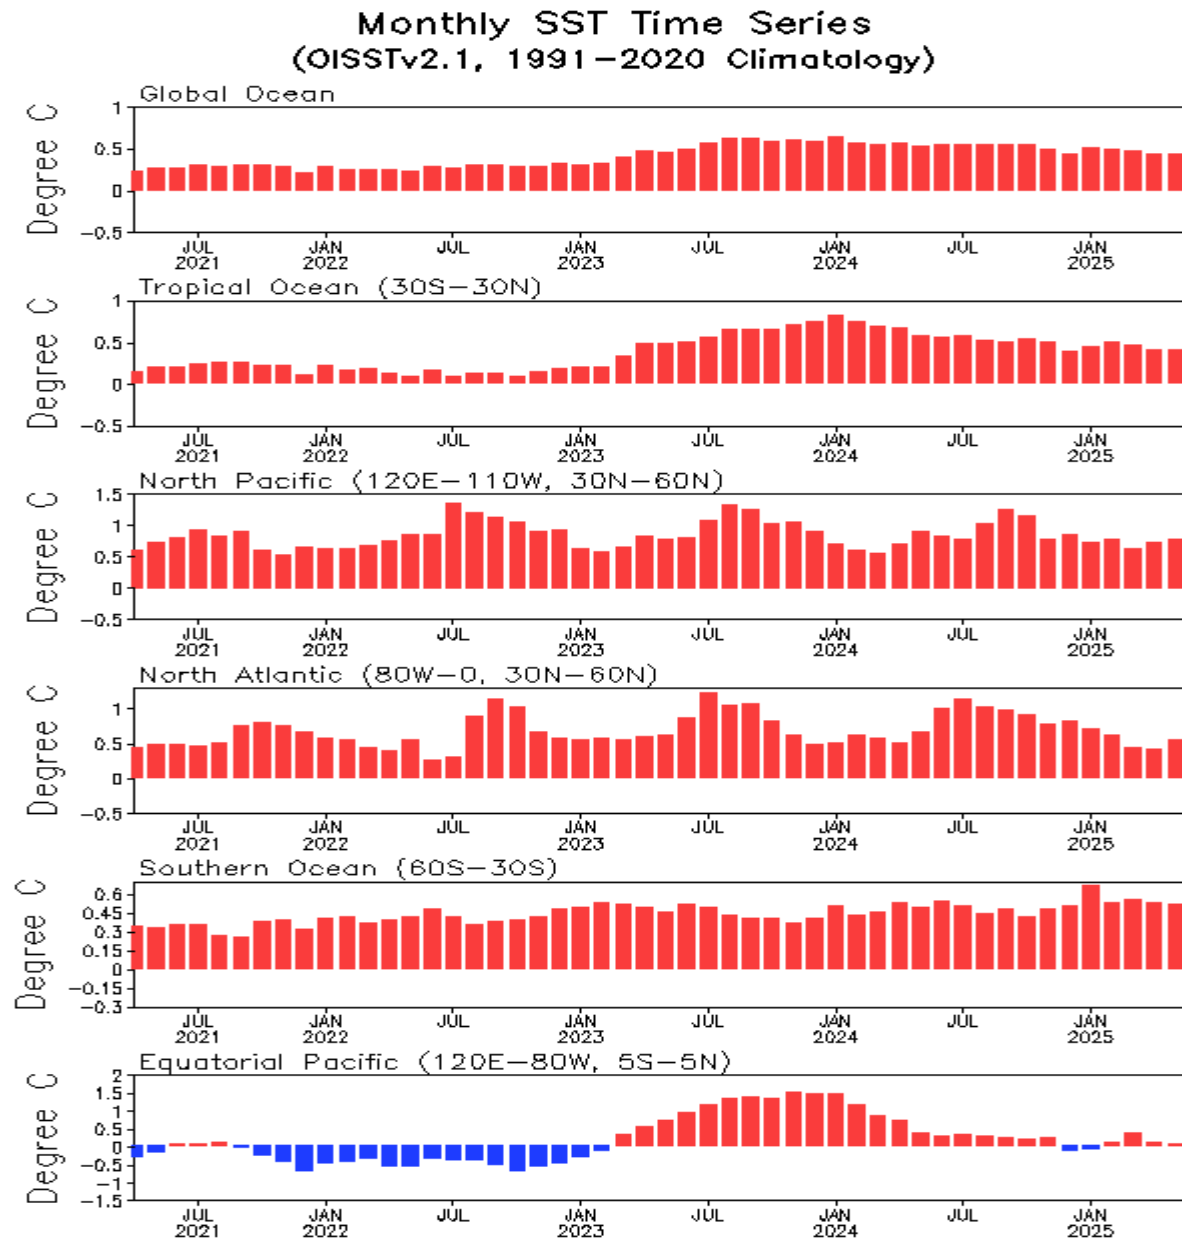 Monthly SST Time Series
(OISSTv2.1, 1991-2020 Climatology)
Global Ocean
Degree C
1
0.5
0
-0.5
JUL JAN JUL JAN JUL JAN JUL JAN
2021 2022 2023 2024 2025
Tropical Ocean (30S-30N)
Degree C
1
0.5
0
-0.5
JUL JAN JUL JAN JUL JAN JUL JAN
2021 2022 2023 2024 2025
North Pacific (120E-110W, 30N-60N)
Degree C
1.5
1
0.5
0
-0.5
JUL JAN JUL JAN JUL JAN JUL JAN
2021 2022 2023 2024 2025
North Atlantic (80W-0, 30N-60N)
Degree C
1
0.5
0
-0.5
JUL JAN JUL JAN JUL JAN JUL JAN
2021 2022 2023 2024 2025
Southern Ocean (60S-30S)
Degree C
0.6
0.45
0.3
0.15
0
-0.15
-0.3
JUL JAN JUL JAN JUL JAN JUL JAN
2021 2022 2023 2024 2025
Equatorial Pacific (120E-80W, 5S-5N)
Degree C
2
1.5
1
0.5
0
-0.5
-1
-1.5
JUL JAN JUL JAN JUL JAN JUL JAN
2021 2022 2023 2024 2025